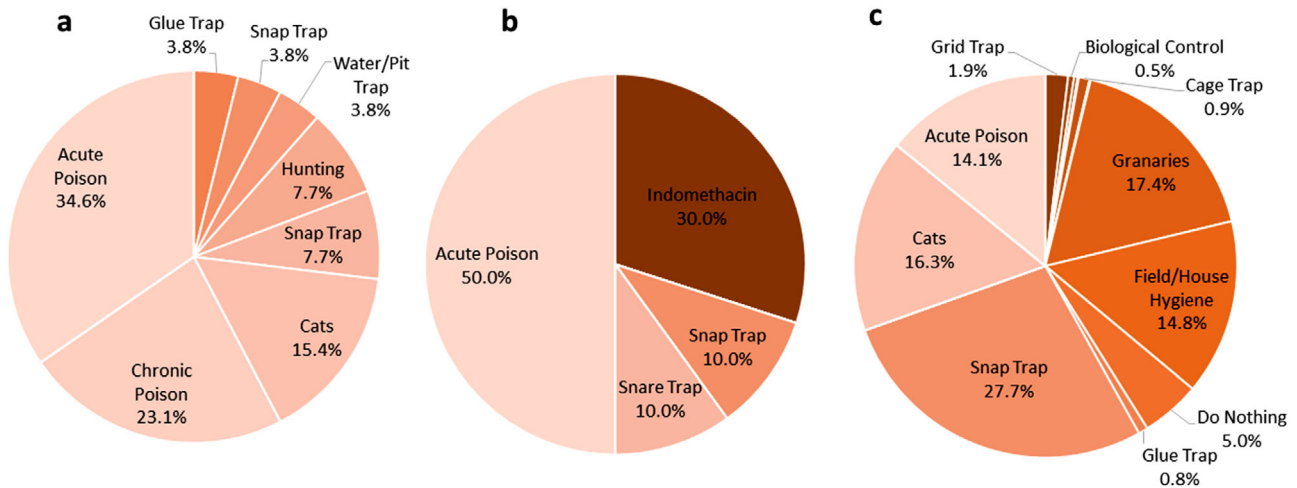 a
Glue Trap
3.8%
Snap Trap
3.8%
Water/Pit
Trap
3.8%
Hunting
7.7%
Snap Trap
7.7%
Cats
15.4%
Chronic
Poison
23.1%
Acute
Poison
34.6%
b
Indomethacin
30.0%
Snap Trap
10.0%
Snare Trap
10.0%
Acute Poison
50.0%
c
Grid Trap
1.9%
Biological Control
0.5%
Cage Trap
0.9%
Granaries
17.4%
Field/House
Hygiene
14.8%
Do Nothing
5.0%
Glue Trap
0.8%
Snap Trap
27.7%
Cats
16.3%
Acute Poison
14.1%